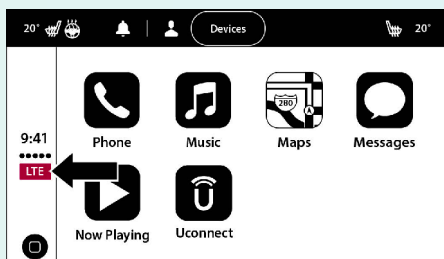 20° Devices 20°
9:41
LTE
280
Phone Music Maps Messages
Now Playing Uconnect